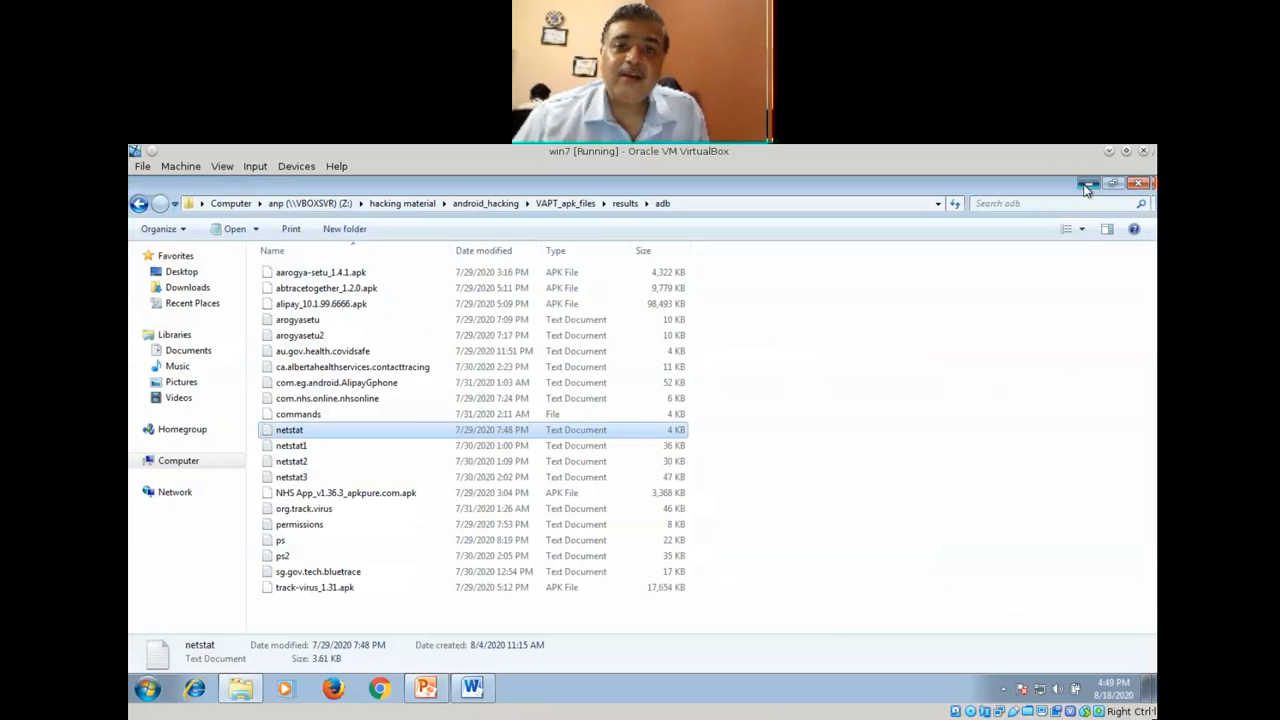 win7 [Running] - Oracle VM VirtualBox
File Machine View Input Devices Help
Computer anp (\\VBOXSVR) (Z:) hacking material android_hacking VAPT_apk_files results adb Search adb
Organize Open Print New folder
Name Date modified Type Size
Favorites
Desktop
Downloads
Recent Places
Libraries
Documents
Music
Pictures
Videos
Homegroup
Computer
Network
aarogya-setu_1.4.1.apk 7/29/2020 3:16 PM APK File 4,322 KB
abtracetogether_1.2.0.apk 7/29/2020 5:11 PM APK File 9,779 KB
alipay_10.1.99.6666.apk 7/29/2020 5:09 PM APK File 98,493 KB
arogyasetu 7/29/2020 7:09 PM Text Document 10 KB
arogyasetu2 7/29/2020 7:17 PM Text Document 10 KB
au.gov.health.covidsafe 7/29/2020 11:51 PM Text Document 4 KB
ca.albertahealthservices.contacttracing 7/30/2020 2:23 PM Text Document 11 KB
com.eg.android.AlipayGphone 7/31/2020 1:03 AM Text Document 52 KB
com.nhs.online.nhsonline 7/29/2020 7:24 PM Text Document 6 KB
commands 7/31/2020 2:11 AM File 4 KB
netstat 7/29/2020 7:48 PM Text Document 4 KB
netstat1 7/30/2020 1:00 PM Text Document 36 KB
netstat2 7/30/2020 1:09 PM Text Document 30 KB
netstat3 7/30/2020 2:02 PM Text Document 47 KB
NHS App_v1.36.3_apkpure.com.apk 7/29/2020 3:04 PM APK File 3,368 KB
org.track.virus 7/31/2020 1:26 AM Text Document 46 KB
permissions 7/29/2020 7:53 PM Text Document 8 KB
ps 7/29/2020 8:19 PM Text Document 22 KB
ps2 7/30/2020 2:05 PM Text Document 35 KB
sg.gov.tech.bluetrace 7/30/2020 12:54 PM Text Document 17 KB
track-virus_1.31.apk 7/29/2020 5:12 PM APK File 17,654 KB
netstat Date modified: 7/29/2020 7:48 PM Date created: 8/4/2020 11:15 AM
Text Document Size: 3.61 KB
4:49 PM
8/18/2020
Right Ctrl